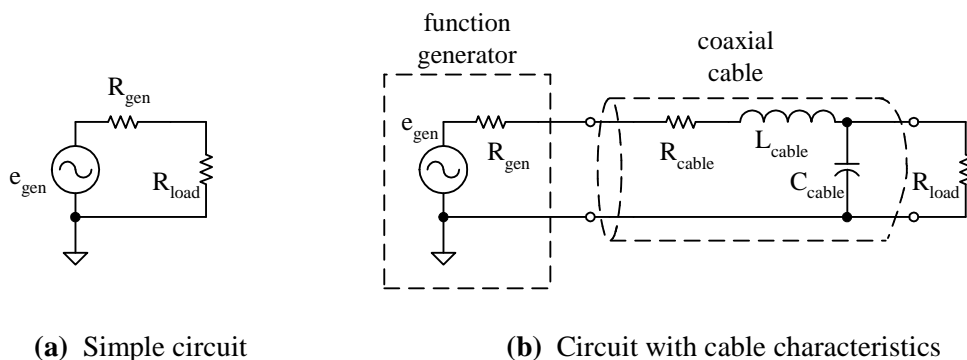 R_gen
e_gen
R_load
(a) Simple circuit
function
generator
coaxial
cable
e_gen
R_gen
R_cable
L_cable
C_cable
R_load
(b) Circuit with cable characteristics